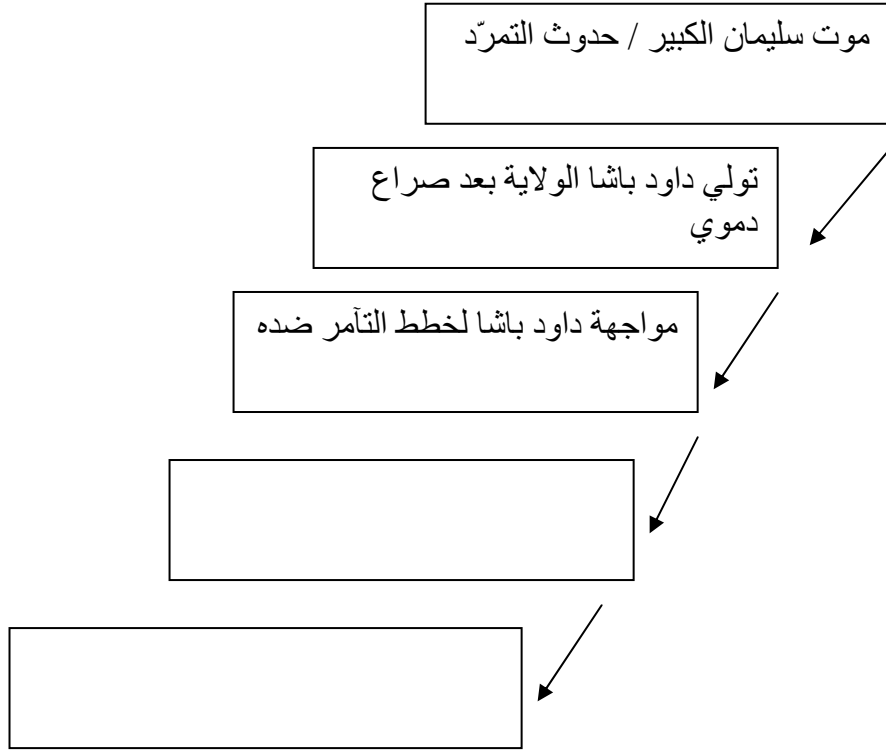 موت سليمان الكبير / حدوث التمرّد
تولي داود باشا الولاية بعد صراع
دموي
مواجهة داود باشا لخطط التآمر ضده